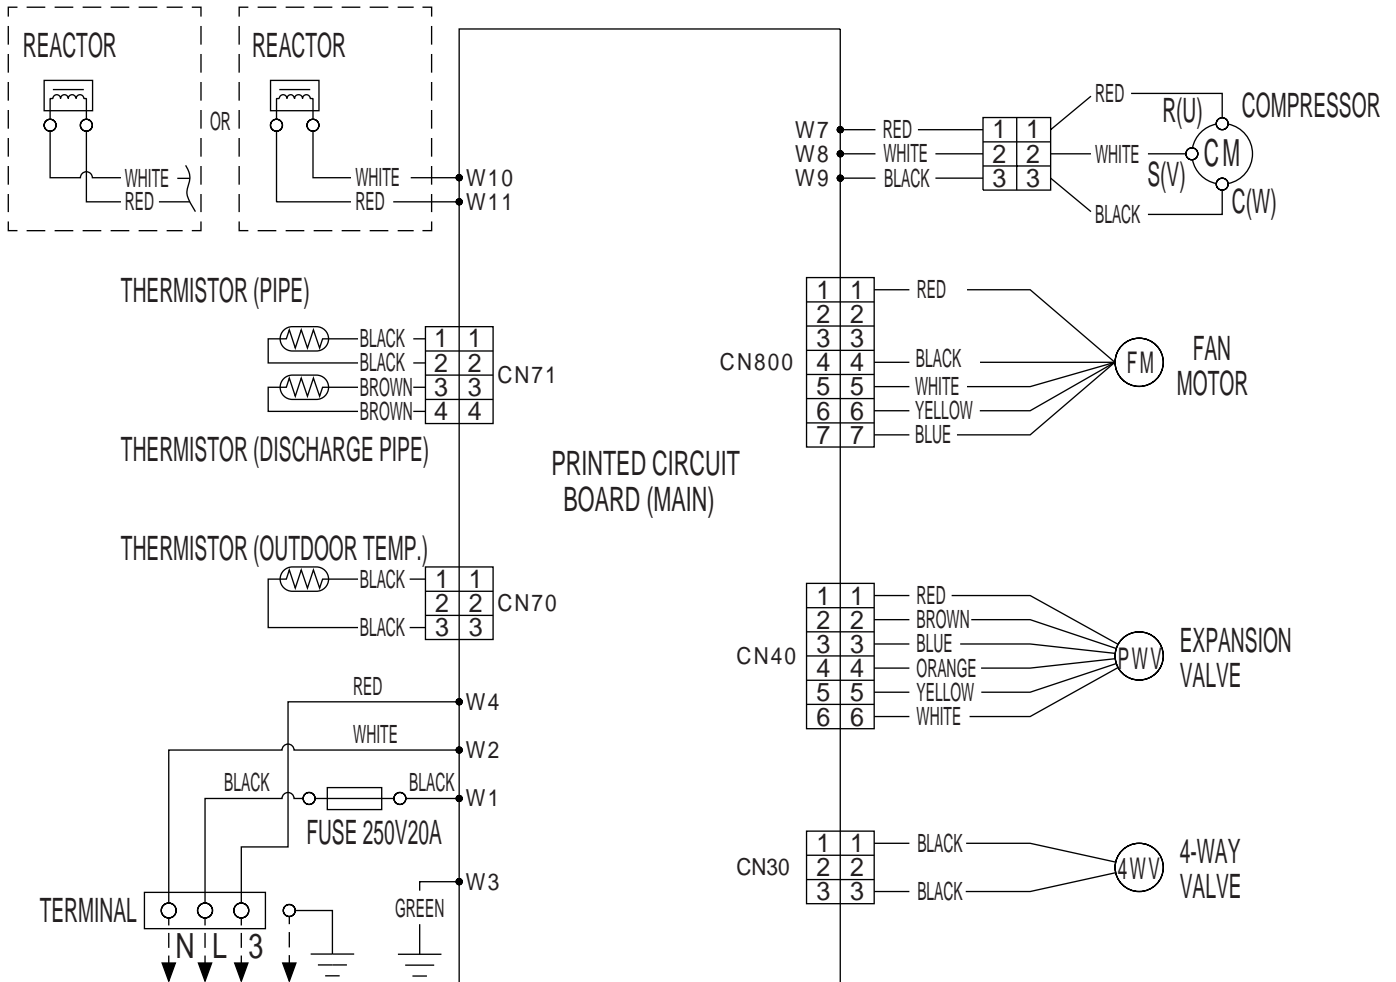 REACTOR
WHITE
RED
OR
REACTOR
WHITE
RED
W10
W11
THERMISTOR (PIPE)
BLACK 1 1
BLACK 2 2
BROWN 3 3
BROWN 4 4
CN71
THERMISTOR (DISCHARGE PIPE)
THERMISTOR (OUTDOOR TEMP.)
BLACK 1 1
2 2
BLACK 3 3
CN70
RED
W4
WHITE
W2
BLACK
BLACK
W1
FUSE 250V20A
W3
GREEN
TERMINAL
N L 3
PRINTED CIRCUIT
BOARD (MAIN)
W7 RED 1 1 RED
W8 WHITE 2 2 WHITE
W9 BLACK 3 3 BLACK
R(U)
S(V)
C(W)
CM
COMPRESSOR
CN800
1 1 RED
2 2
3 3
4 4 BLACK
5 5 WHITE
6 6 YELLOW
7 7 BLUE
FM
FAN
MOTOR
CN40
1 1 RED
2 2 BROWN
3 3 BLUE
4 4 ORANGE
5 5 YELLOW
6 6 WHITE
PWV
EXPANSION
VALVE
CN30
1 1 BLACK
2 2
3 3 BLACK
4WV
4-WAY
VALVE